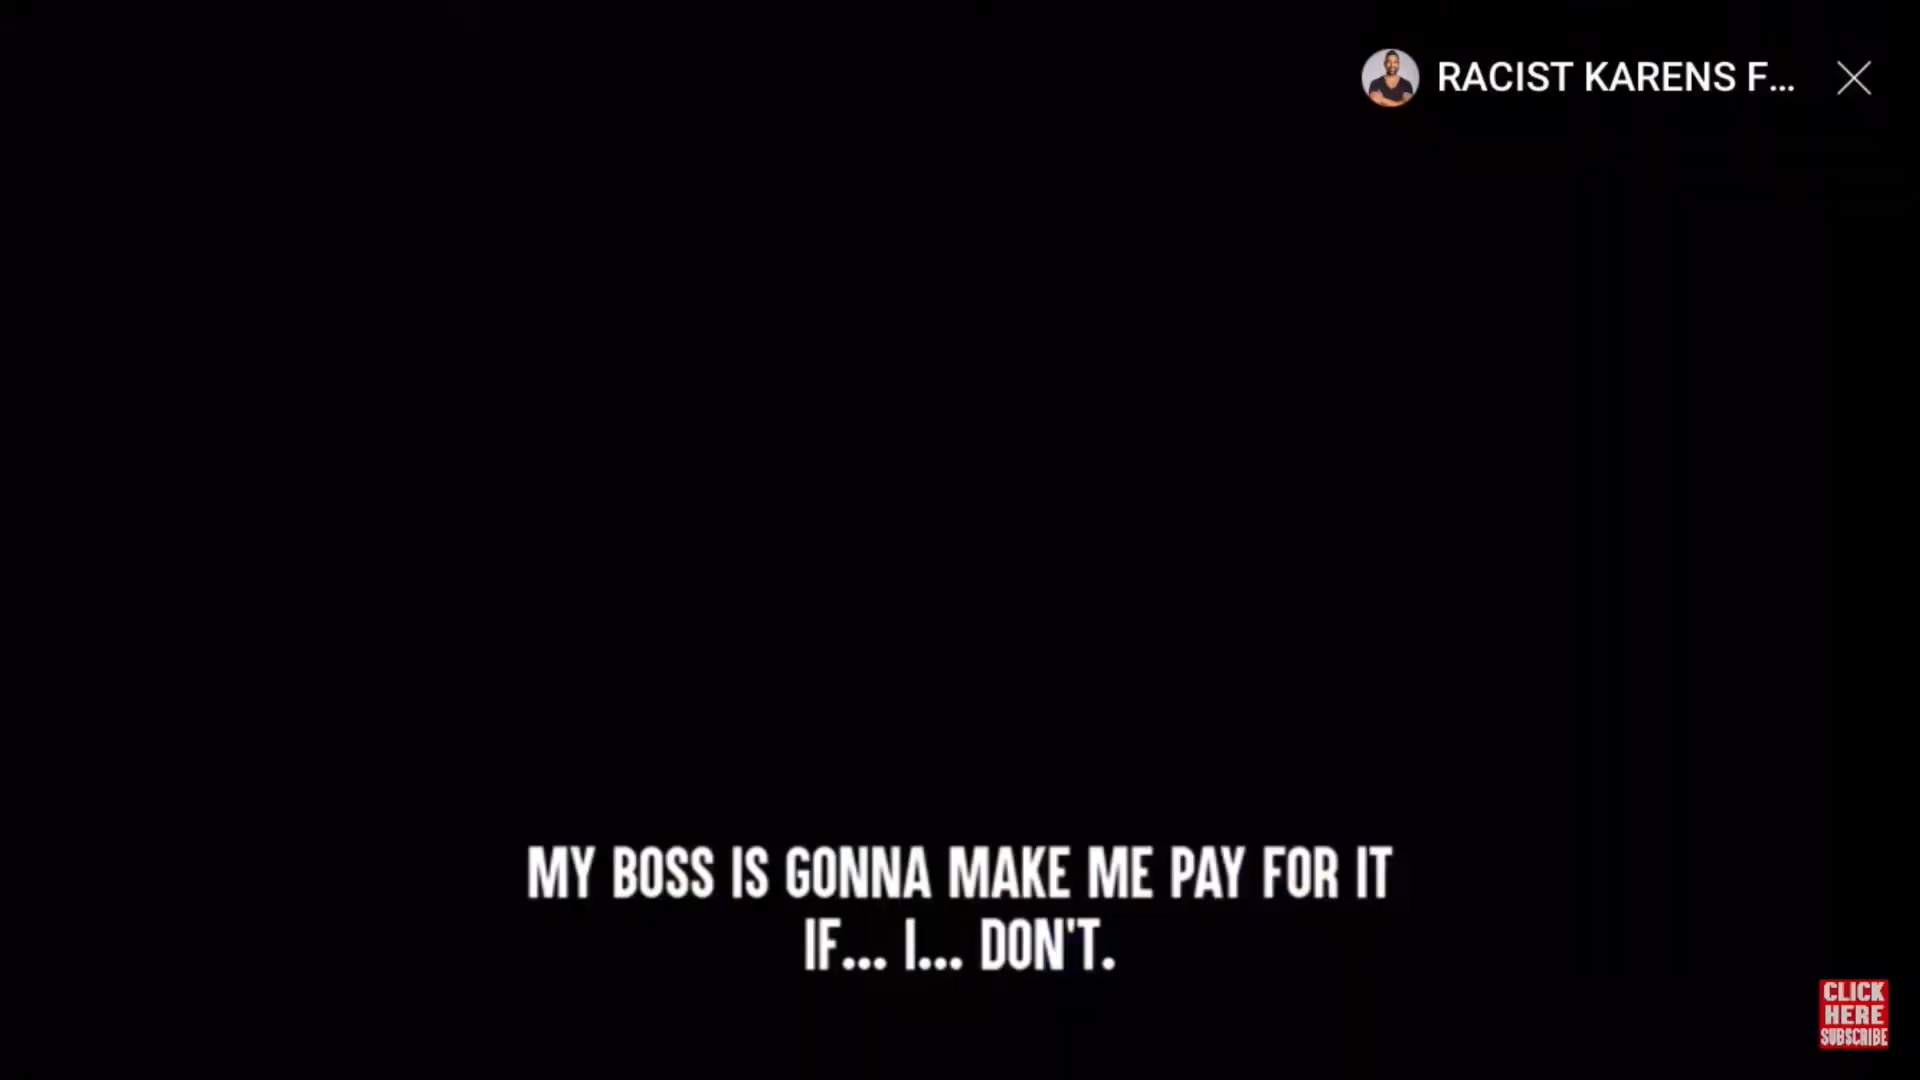 RACIST KARENS F...
MY BOSS IS GONNA MAKE ME PAY FOR IT
IF... I... DON'T.
CLICK
HERE
SUBSCRIBE